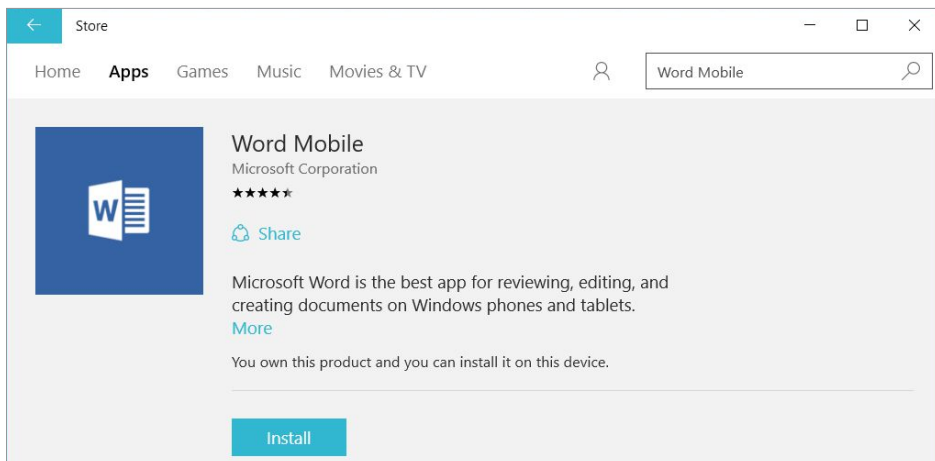 Store
Home Apps Games Music Movies & TV Word Mobile
W
Word Mobile
Microsoft Corporation
Share
Microsoft Word is the best app for reviewing, editing, and
creating documents on Windows phones and tablets.
More
You own this product and you can install it on this device.
Install